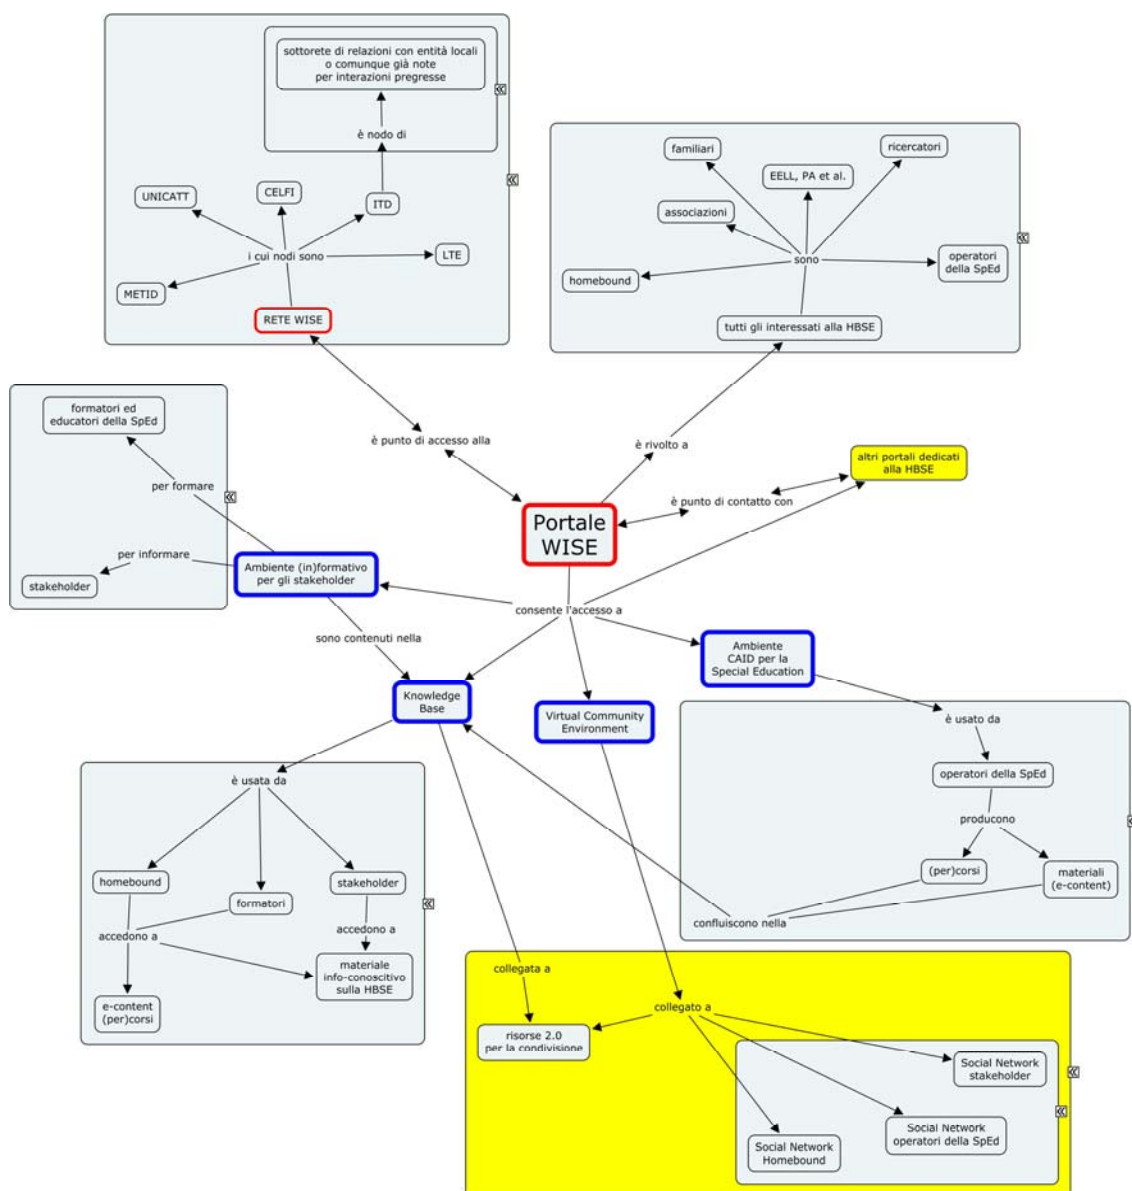 sottorete di relazioni con entità locali
o comunque già note
per interazioni pregresse
è nodo di
UNICATT
CELFI
ITD
i cui nodi sono
LTE
METID
RETE WISE
familiari
ricercatori
EELL, PA et al.
associazioni
sono
operatori
della SpEd
homebound
tutti gli interessati alla HBSE
è punto di accesso alla
è rivolto a
altri portali dedicati
alla HBSE
è punto di contatto con
Portale
WISE
formatori ed
educatori della SpEd
per formare
per informare
stakeholder
Ambiente (in)formativo
per gli stakeholder
consente l'accesso a
sono contenuti nella
Ambiente
CAID per la
Special Education
Knowledge
Base
Virtual Community
Environment
è usato da
operatori della SpEd
producono
(per)corsi
materiali
(e-content)
confluiscono nella
è usata da
homebound
stakeholder
formatori
accedono a
accedono a
materiale
info-conoscitivo
sulla HBSE
e-content
(per)corsi
collegata a
collegato a
risorse 2.0
per la condivisione
Social Network
stakeholder
Social Network
operatori della SpEd
Social Network
Homebound